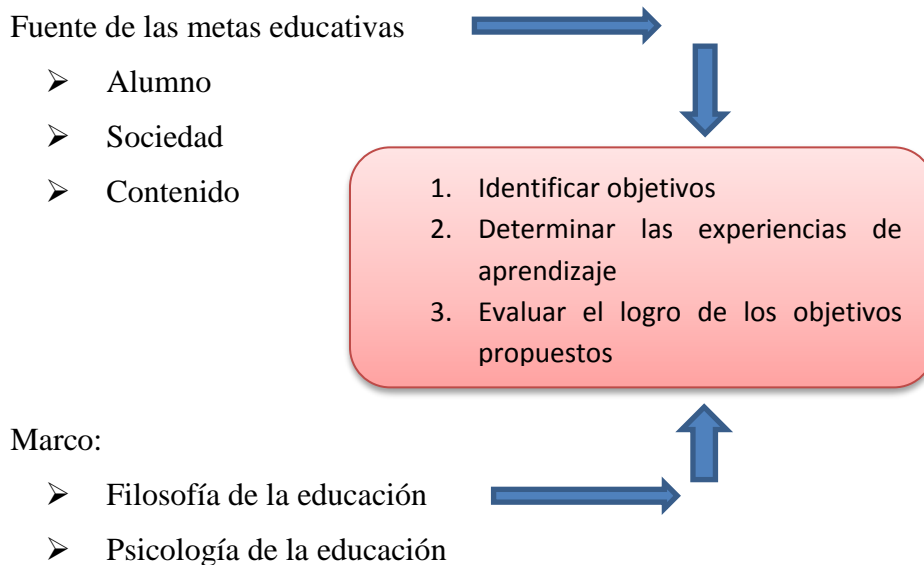 Fuente de las metas educativas
➢ Alumno
➢ Sociedad
➢ Contenido
1. Identificar objetivos
2. Determinar las experiencias de
aprendizaje
3. Evaluar el logro de los objetivos
propuestos
Marco:
➢ Filosofía de la educación
➢ Psicología de la educación